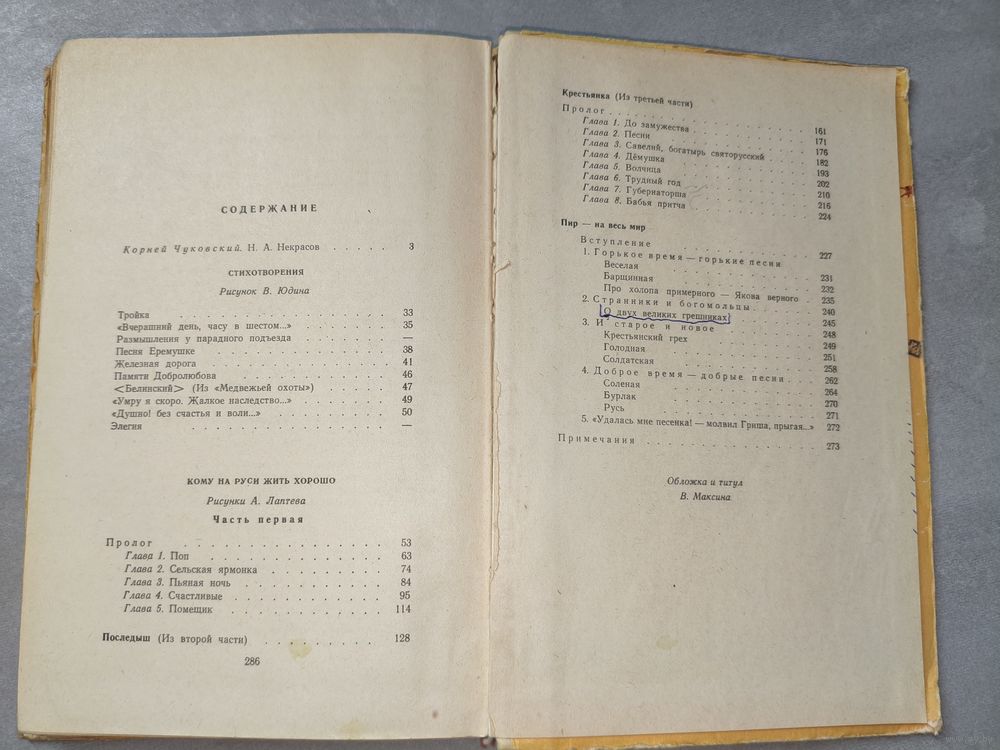 СОДЕРЖАНИЕ
Корней Чуковский. Н. А. Некрасов . . . . . 3
СТИХОТВОРЕНИЯ
Рисунок В. Юдина
Тройка . . . . . 33
«Вчерашний день, часу в шестом...» . . . . . 35
Размышления у парадного подъезда . . . . . —
Песня Еремушке . . . . . 38
Железная дорога . . . . . 41
Памяти Добролюбова . . . . . 46
<Белинский> (Из «Медвежьей охоты») . . . . . 47
«Умру я скоро. Жалкое наследство...» . . . . . 49
«Душно! без счастья и воли...» . . . . . 50
Элегия . . . . . —
КОМУ НА РУСИ ЖИТЬ ХОРОШО
Рисунки А. Лаптева
Часть первая
Пролог . . . . . 53
Глава 1. Поп . . . . . 63
Глава 2. Сельская ярмонка . . . . . 74
Глава 3. Пьяная ночь . . . . . 84
Глава 4. Счастливые . . . . . 95
Глава 5. Помещик . . . . . 114
Последыш (Из второй части) . . . . . 128
286
Крестьянка (Из третьей части)
Пролог . . . . . 161
Глава 1. До замужества . . . . . 171
Глава 2. Песни . . . . . 176
Глава 3. Савелий, богатырь святорусский . . . . . 182
Глава 4. Дёмушка . . . . . 193
Глава 5. Волчица . . . . . 202
Глава 6. Трудный год . . . . . 210
Глава 7. Губернаторша . . . . . 216
Глава 8. Бабья притча . . . . . 224
Пир — на весь мир
Вступление . . . . . 227
1. Горькое время — горькие песни
Веселая . . . . . 231
Барщинная . . . . . 232
Про холопа примерного — Якова верного . 235
2. Странники и богомольцы . . . . . 240
О двух великих грешниках . . . . . 245
3. И старое и новое . . . . . 248
Крестьянский грех . . . . . 249
Голодная . . . . . 251
Солдатская . . . . . 258
4. Доброе время — добрые песни . . 262
Соленая . . . . . 264
Бурлак . . . . . 270
Русь . . . . . 271
5. «Удалась мне песенка! — молвил Гриша, прыгая...» 272
Примечания . . . . . 273
Обложка и титул
В. Максина